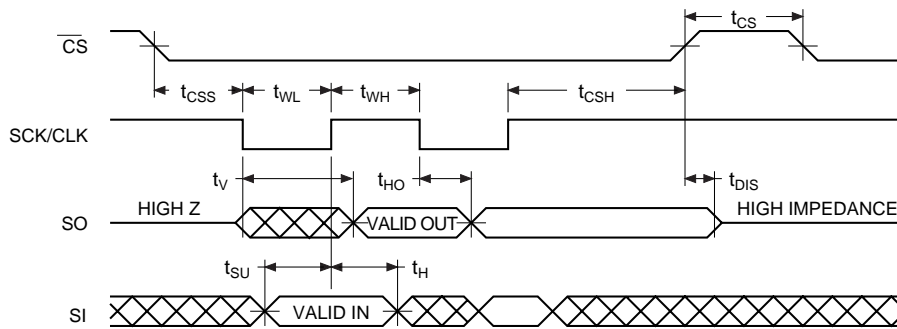 tCS
CS
tCSS tWL tWH tCSH
SCK/CLK
tV tHO tDIS
HIGH Z VALID OUT HIGH IMPEDANCE
SO
tSU tH
VALID IN
SI